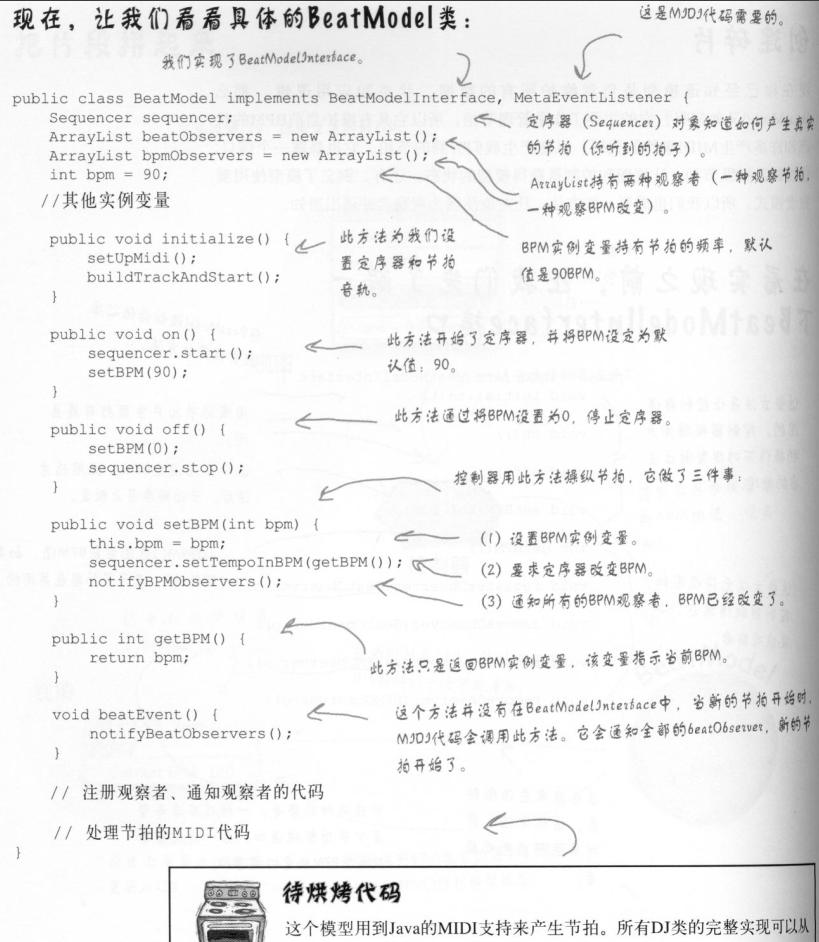 现在，让我们看看具体的BeatModel类：
这是MIDI代码需要的。
我们实现了BeatModelInterface。
public class BeatModel implements BeatModelInterface, MetaEventListener {
Sequencer sequencer;
ArrayList beatObservers = new ArrayList();
ArrayList bpmObservers = new ArrayList();
int bpm = 90;
//其他实例变量
定序器（Sequencer）对象知道如何产生真实
的节拍（你听到的拍子）。
ArrayList持有两种观察者（一种观察节拍，
一种观察BPM改变）。
BPM实例变量持有节拍的频率，默认
值是90BPM。
public void initialize() {
setUpMidi();
buildTrackAndStart();
}
此方法为我们设
置定序器和节拍
音轨。
public void on() {
sequencer.start();
setBPM(90);
}
此方法开始了定序器，并将BPM设定为默
认值：90。
public void off() {
setBPM(0);
sequencer.stop();
}
此方法通过将BPM设置为0，停止定序器。
控制器用此方法操纵节拍，它做了三件事：
public void setBPM(int bpm) {
this.bpm = bpm;
sequencer.setTempoInBPM(getBPM());
notifyBPMObservers();
}
(1) 设置BPM实例变量。
(2) 要求定序器改变BPM。
(3) 通知所有的BPM观察者，BPM已经改变了。
public int getBPM() {
return bpm;
}
此方法只是返回BPM实例变量，该变量指示当前BPM。
void beatEvent() {
notifyBeatObservers();
}
这个方法并没有在BeatModelInterface中，当新的节拍开始时，
MIDI代码会调用此方法。它会通知全部的beatObserver，新的节
拍开始了。
// 注册观察者、通知观察者的代码
// 处理节拍的MIDI代码
}
待烘烤代码
这个模型用到Java的MIDI支持来产生节拍。所有DJ类的完整实现可以从